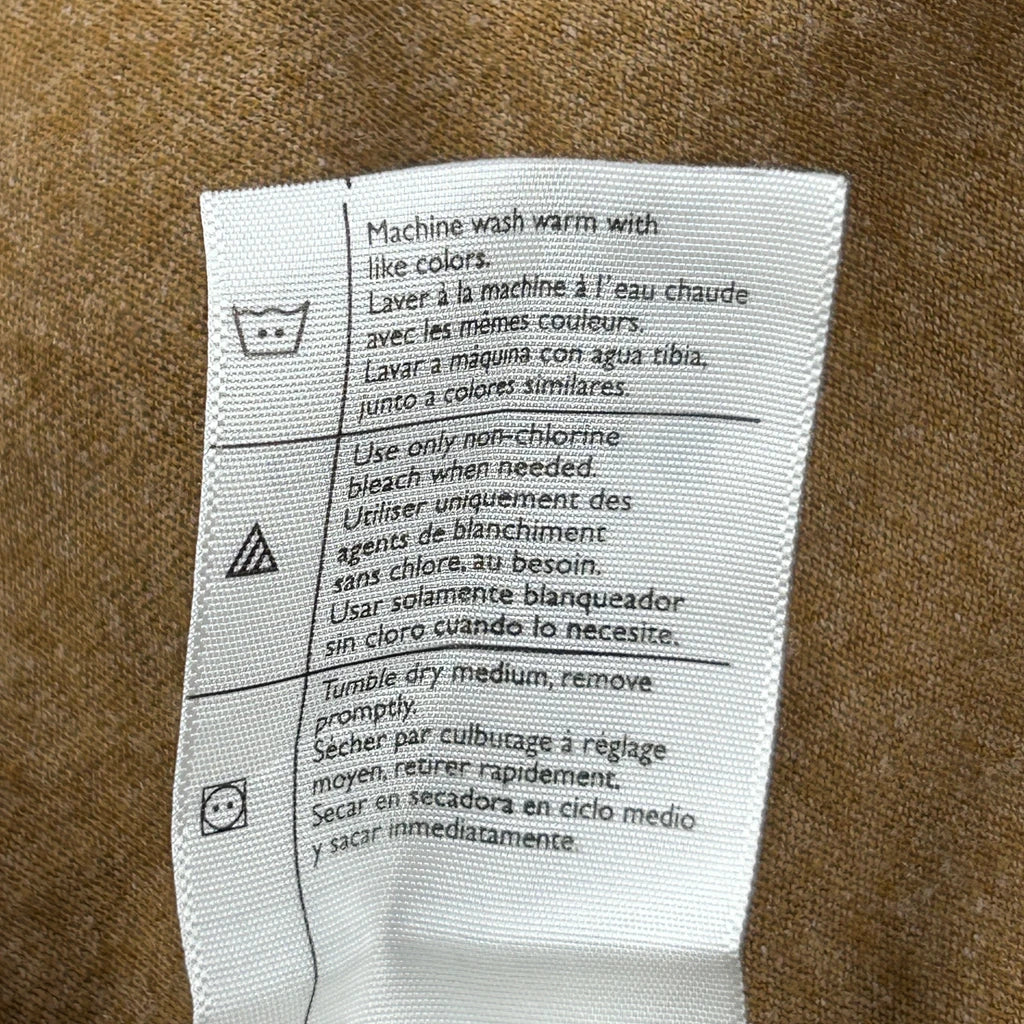 Machine wash warm with
like colors.
Laver à la machine à l'eau chaude
avec les mêmes couleurs.
Lavar a máquina con agua tibia,
junto a colores similares.
Use only non-chlorine
bleach when needed.
Utiliser uniquement des
agents de blanchiment
sans chlore, au besoin.
Usar solamente blanqueador
sin cloro cuando lo necesite.
Tumble dry medium, remove
promptly.
Sécher par culbutage à réglage
moyen, retirer rapidement.
Secar en secadora en ciclo medio
y sacar inmediatamente.